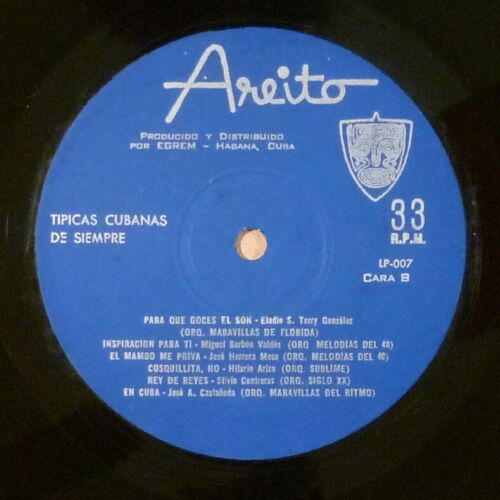 Areito
PRODUCIDO Y DISTRIBUIDO
POR EGREM - HABANA, CUBA
TIPICAS CUBANAS
DE SIEMPRE
33
R.P.M.
LP-007
CARA B
PARA QUE GOCES EL SON - Eladio S. Terry González
(ORQ. MARAVILLAS DE FLORIDA)
INSPIRACION PARA TI - Miguel Barbón Valdés (ORQ. MELODIAS DEL 40)
EL MAMBO ME PRIVA - José Herrera Mesa (ORQ. MELODIAS DEL 40)
COSQUILLITA, NO - Hilario Ariza (ORQ. SUBLIME)
REY DE REYES - Silvio Contreras (ORQ. SIGLO XX)
EN CUBA - José A. Castañeda (ORQ. MARAVILLAS DEL RITMO)